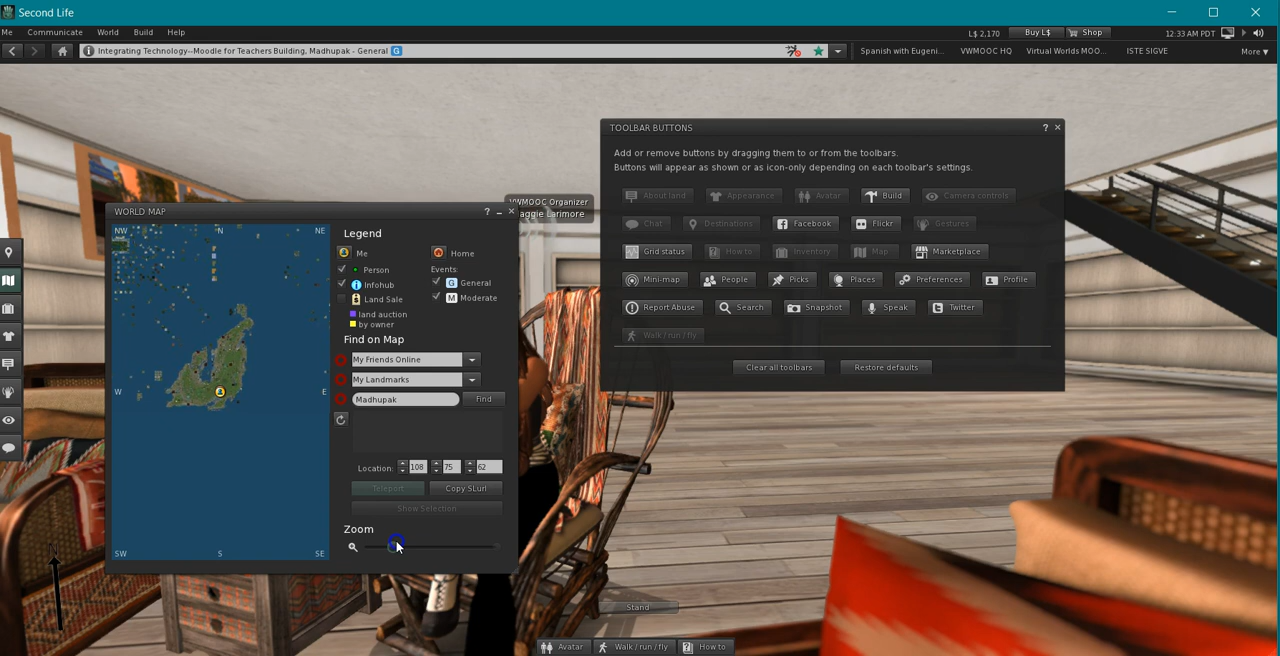 Second Life
Me Communicate World Build Help
L$ 2,170 Buy L$ Shop 12:33 AM PDT
Integrating Technology--Moodle for Teachers Building, Madhupak - General G
Spanish with Eugeni... VWMOOC HQ Virtual Worlds MOO... ISTE SIGVE More
TOOLBAR BUTTONS ?
Add or remove buttons by dragging them to or from the toolbars.
Buttons will appear as shown or as icon-only depending on each toolbar's settings.
About land Appearance Avatar Build Camera controls
Chat Destinations Facebook Flickr Gestures
Grid status How to Inventory Map Marketplace
Mini-map People Picks Places Preferences Profile
Report Abuse Search Snapshot Speak Twitter
Walk / run / fly
Clear all toolbars Restore defaults
VWMOOC Organizer
aggie Larimore
WORLD MAP ?
NW N NE
W E
SW S SE
Legend
Me Home
Person Events:
Infohub G General
Land Sale M Moderate
land auction
by owner
Find on Map
My Friends Online
My Landmarks
Madhupak Find
Location: 108 75 62
Teleport Copy SLurl
Show Selection
Zoom
N
Stand
Avatar Walk / run / fly How to